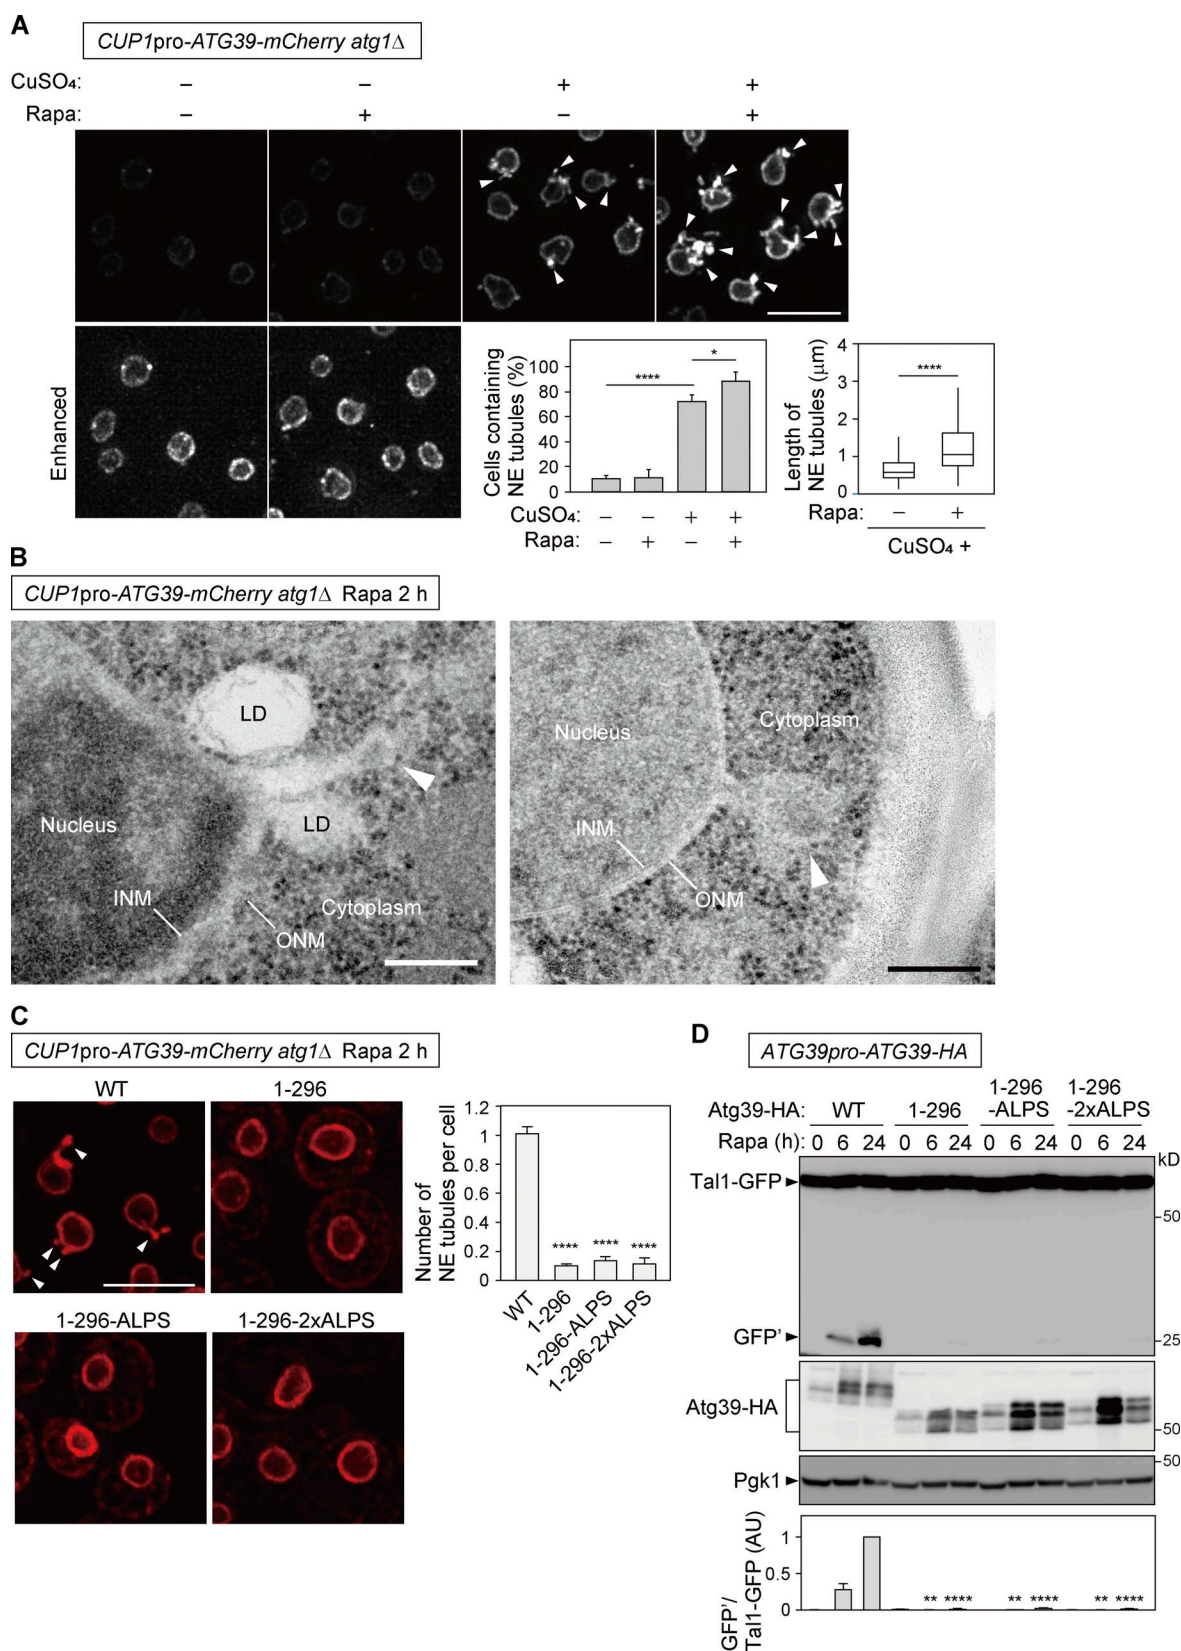 A
CUP1pro-ATG39-mCherry atg1Δ
CuSO₄: – – + +
Rapa: – + – +
Enhanced
Cells containing
NE tubules (%)
100
80
60
40
20
0
****
*
CuSO₄: – – + +
Rapa: – + – +
Length of
NE tubules (μm)
4
3
2
1
0
****
Rapa: – +
CuSO₄ +
B
CUP1pro-ATG39-mCherry atg1Δ Rapa 2 h
LD
Nucleus
LD
INM
ONM
Cytoplasm
Nucleus
Cytoplasm
INM
ONM
C
CUP1pro-ATG39-mCherry atg1Δ Rapa 2 h
WT
1-296
1-296-ALPS
1-296-2xALPS
Number of
NE tubules per cell
1.2
1
0.8
0.6
0.4
0.2
0
**** **** ****
WT
1-296
1-296-ALPS
1-296-2xALPS
D
ATG39pro-ATG39-HA
Atg39-HA: WT 1-296 1-296-ALPS 1-296-2xALPS
Rapa (h): 0 6 24 0 6 24 0 6 24 0 6 24
kD
Tal1-GFP
50
GFP'
25
Atg39-HA
50
50
Pgk1
GFP'/
Tal1-GFP (AU)
1
0.5
0
** **** ** **** ** ****